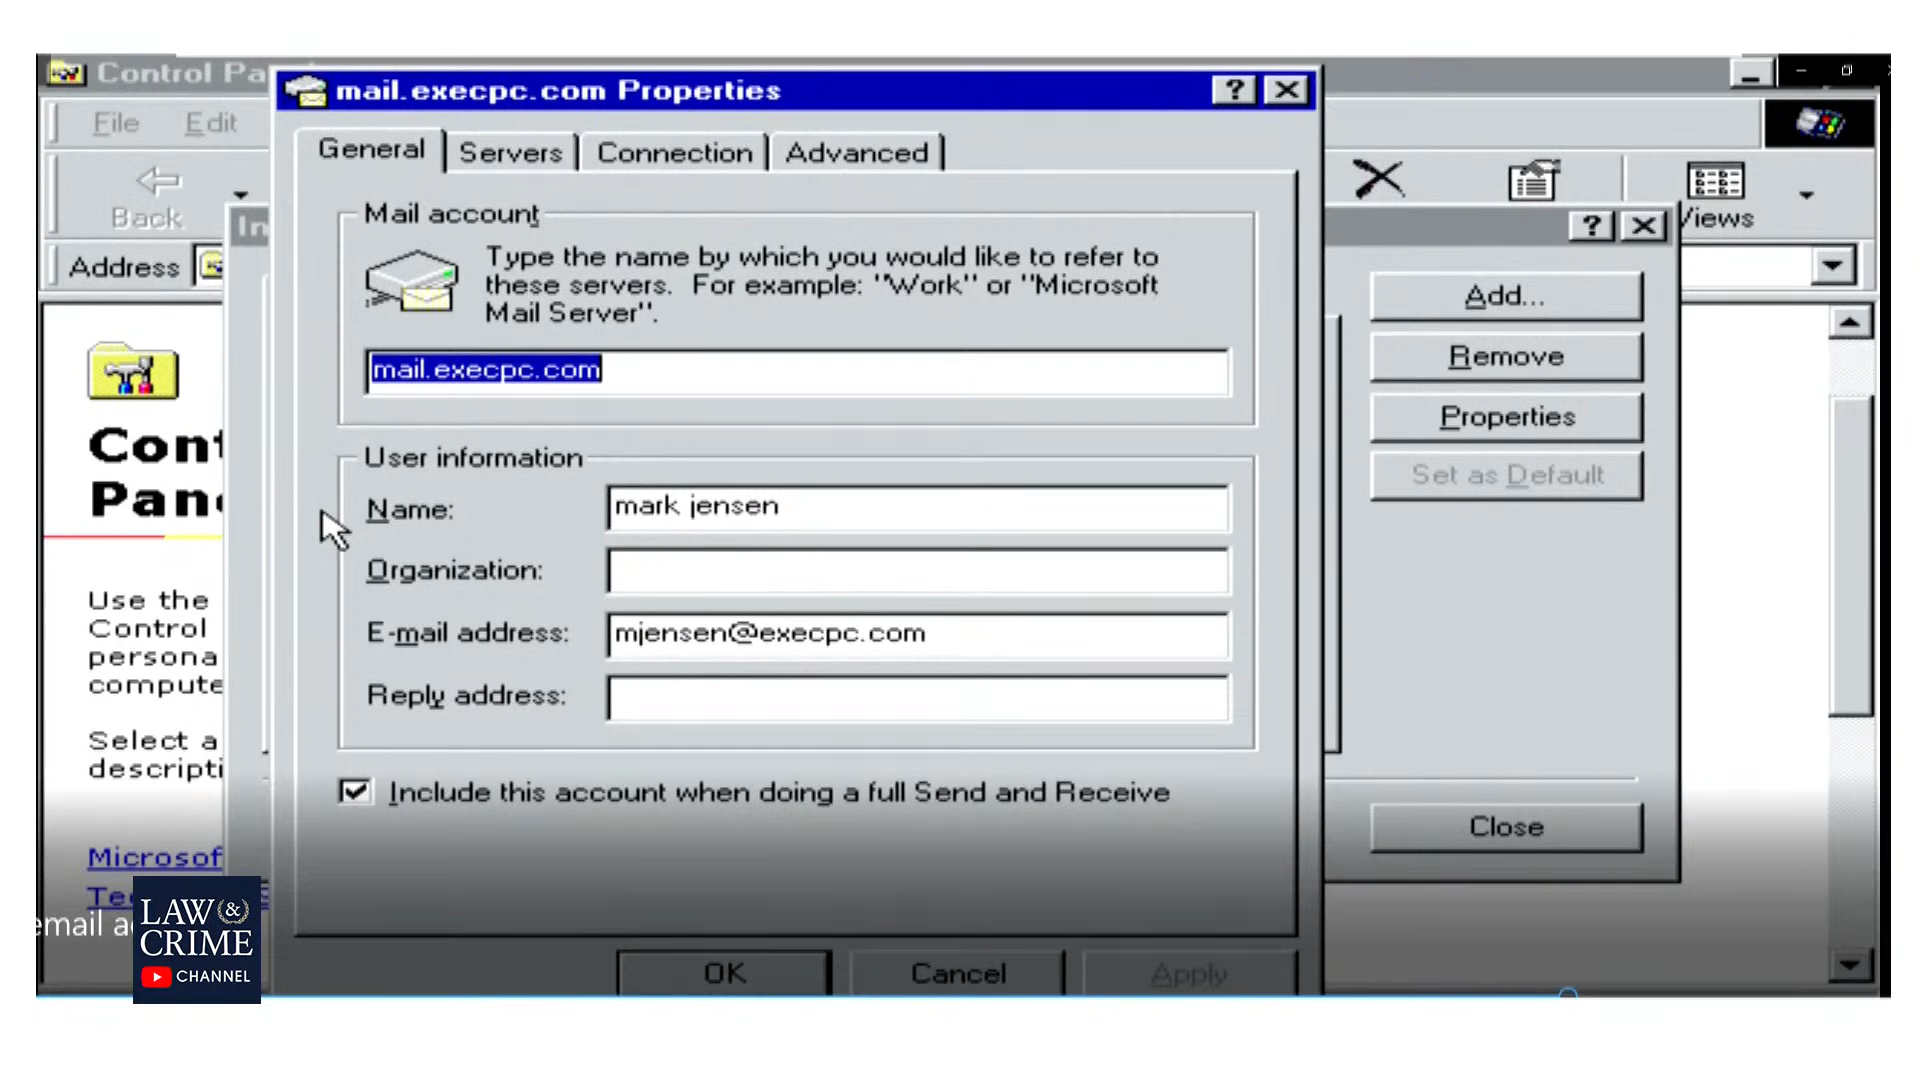 Control Pa
mail.execpc.com Properties
File Edit
General Servers Connection Advanced
Back
Views
In
Mail account
Address
Type the name by which you would like to refer to
these servers. For example: "Work" or "Microsoft
Mail Server".
Add...
Remove
mail.execpc.com
Properties
Set as Default
Cont
Pane
User information
Name: mark jensen
Organization:
E-mail address: mjensen@execpc.com
Reply address:
Use the
Control
persona
compute
Select a
descripti
Include this account when doing a full Send and Receive
Close
Microsof
Te
email a
LAW &
CRIME
CHANNEL
OK Cancel Apply